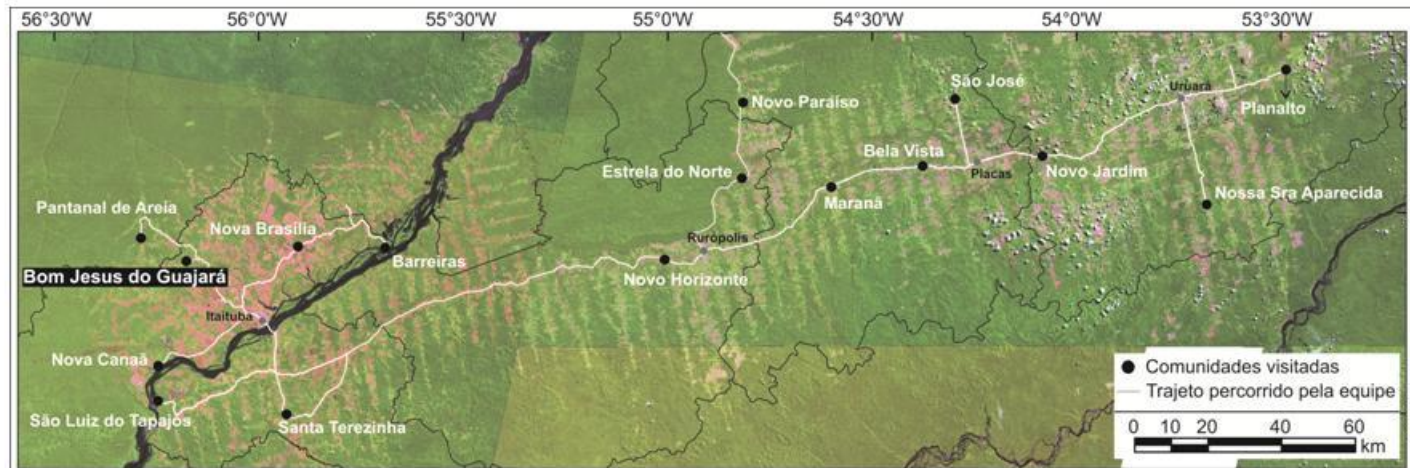 56°30'W 56°0'W 55°30'W 55°0'W 54°30'W 54°0'W 53°30'W
São José
Novo Paraíso
Uruará
Planalto
Bela Vista
Placas
Novo Jardim
Estrela do Norte
Maranã
Nossa Sra Aparecida
Pantanal de Areia
Nova Brasília
Rurópolis
Barreiras
Bom Jesus do Guajará
Novo Horizonte
Itaituba
Nova Canaã
São Luiz do Tapajós
Santa Terezinha
Comunidades visitadas
Trajeto percorrido pela equipe
0 10 20 40 60
km